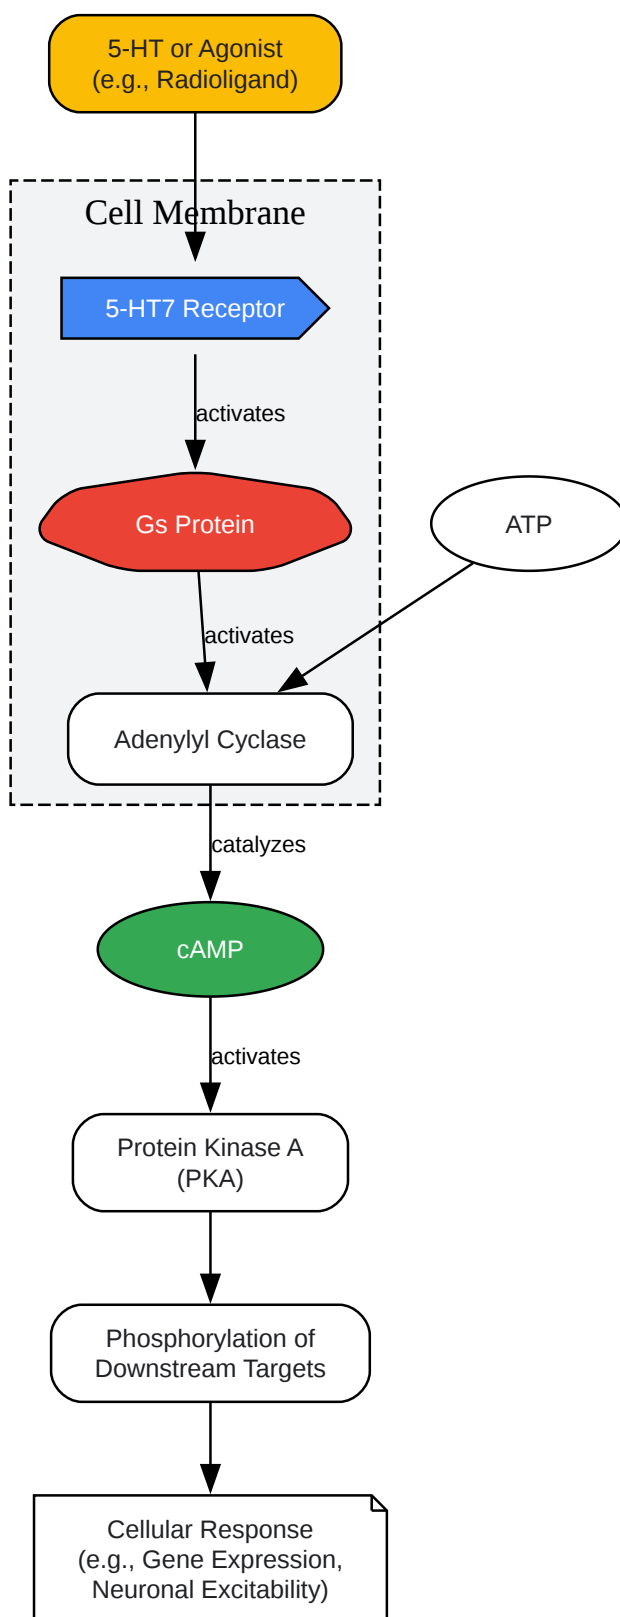 5-HT or Agonist
(e.g., Radioligand)
Cell Membrane
5-HT7 Receptor
activates
Gs Protein
ATP
activates
Adenylyl Cyclase
catalyzes
cAMP
activates
Protein Kinase A
(PKA)
Phosphorylation of
Downstream Targets
Cellular Response
(e.g., Gene Expression,
Neuronal Excitability)